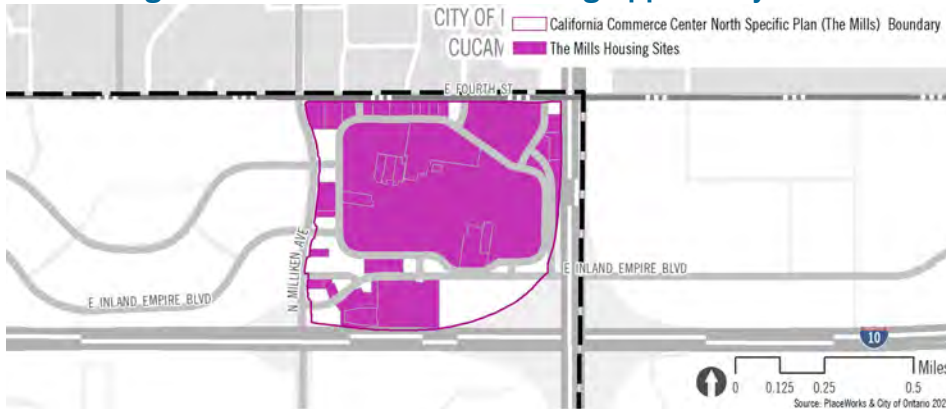 CITY OF
CUCAM
California Commerce Center North Specific Plan (The Mills) Boundary
The Mills Housing Sites
E FOURTH ST
N MILLIKEN AVE
E INLAND EMPIRE BLVD
E INLAND EMPIRE BLVD
10
Miles
0 0.125 0.25 0.5
Source: PlaceWorks & City of Ontario 202